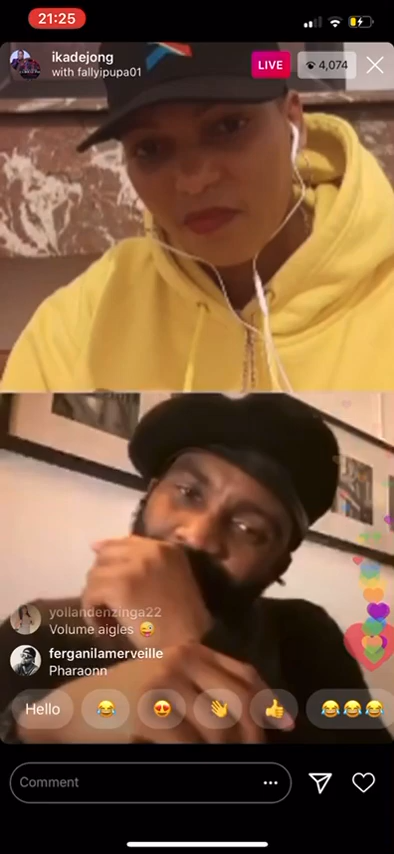 21:25
ikadejong
with fallyipupa01
LIVE
4,074
yollandenzinga22
Volume aigles 😜
ferganilamerveille
Pharaonn
Hello 😂 😍 👋 👍 😂😂😂
Comment